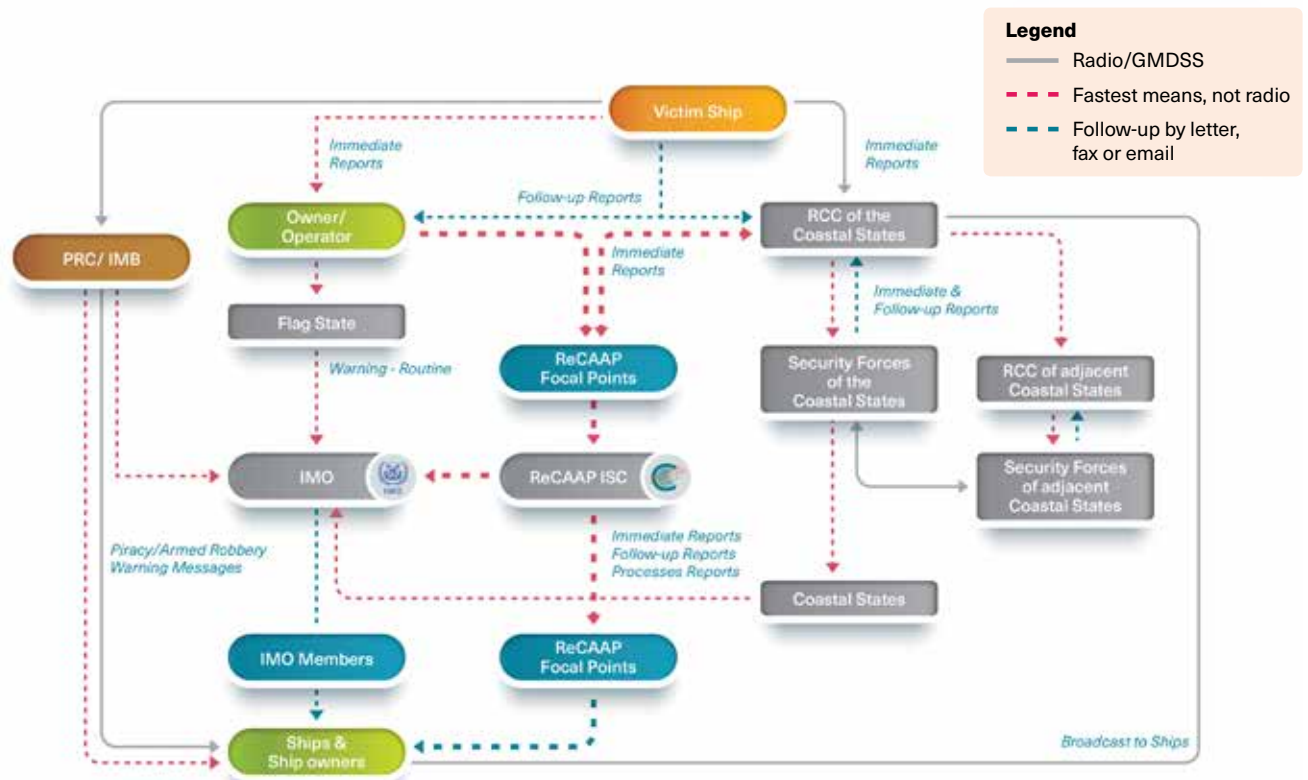 Legend
Radio/GMDSS
Fastest means, not radio
Follow-up by letter,
fax or email
Victim Ship
Immediate
Reports
Immediate
Reports
Follow-up Reports
Owner/
Operator
RCC of the
Coastal States
PRC/ IMB
Immediate
Reports
Immediate &
Follow-up Reports
Flag State
Warning - Routine
ReCAAP
Focal Points
Security Forces
of the
Coastal States
RCC of adjacent
Coastal States
IMO
ReCAAP ISC
Security Forces
of adjacent
Coastal States
Piracy/Armed Robbery
Warning Messages
Immediate Reports
Follow-up Reports
Processes Reports
Coastal States
IMO Members
ReCAAP
Focal Points
Ships &
Ship owners
Broadcast to Ships